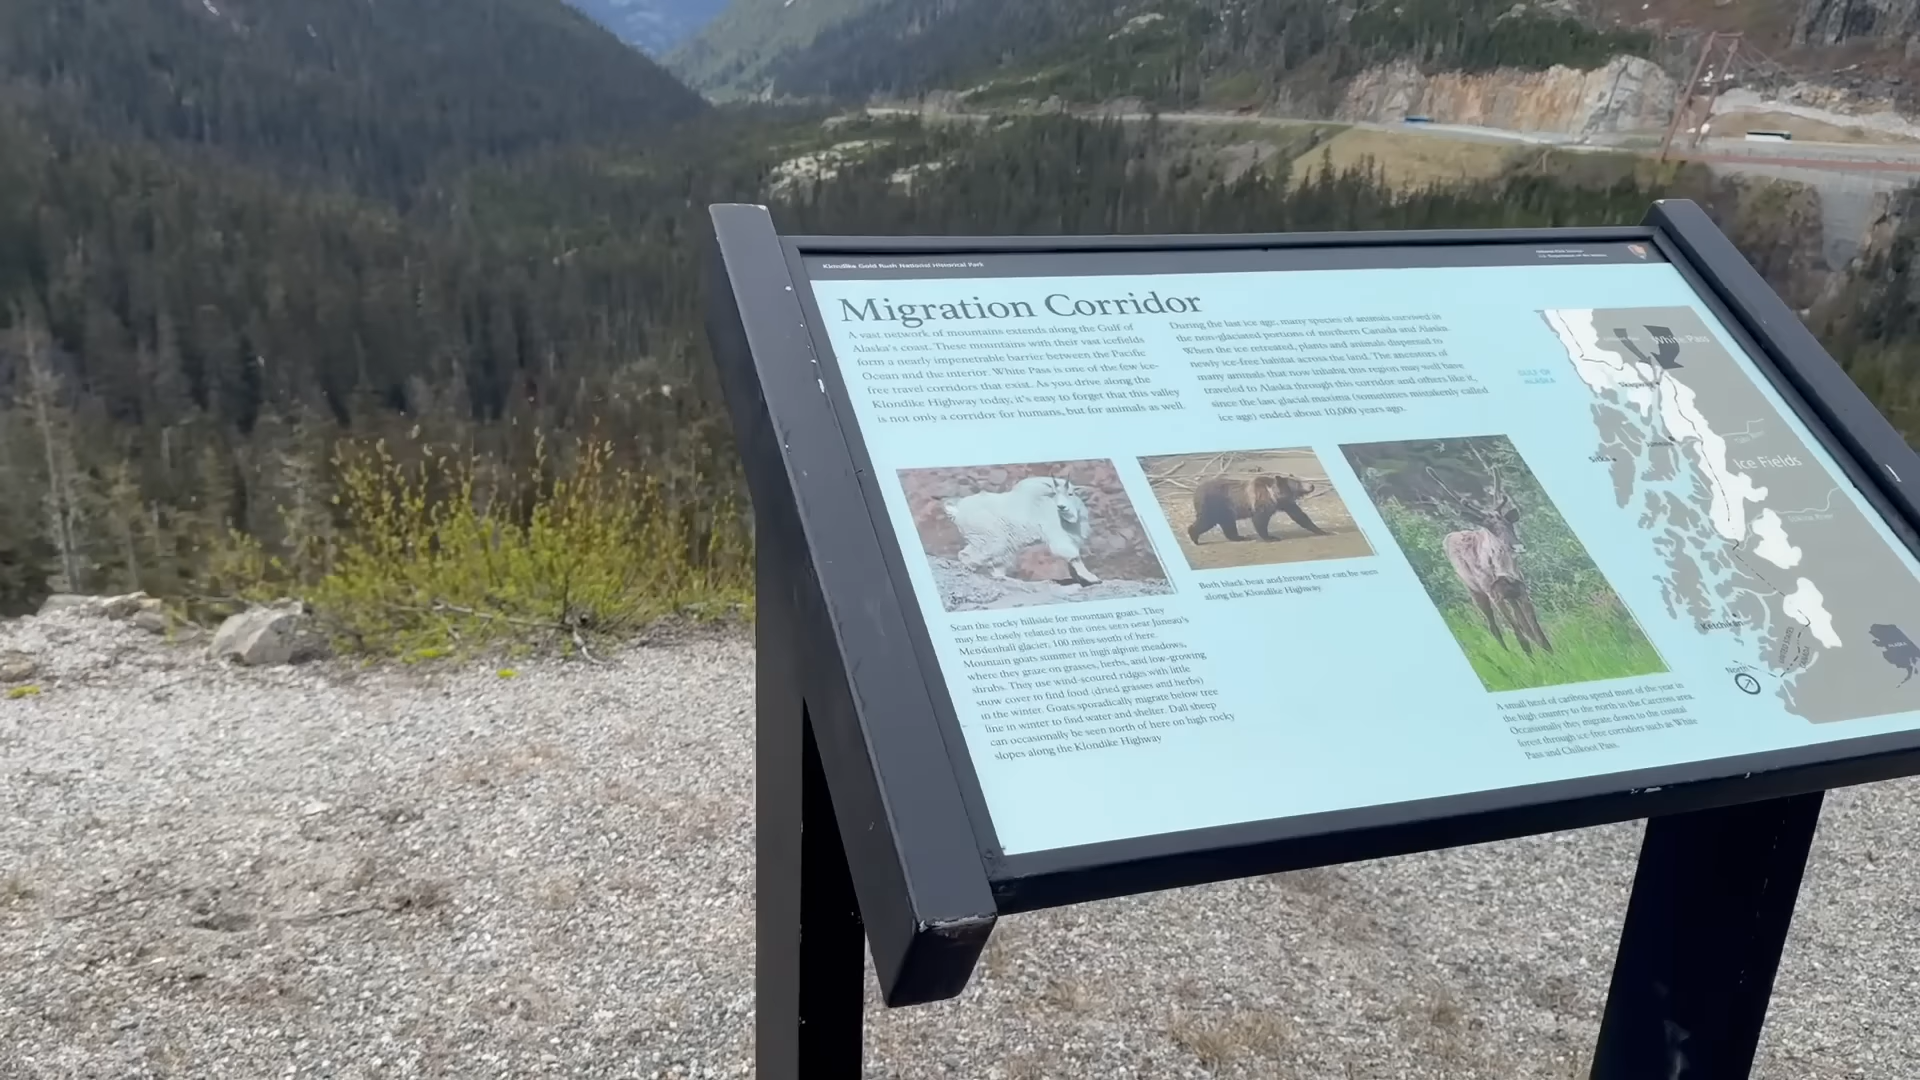 Klondike Gold Rush National Historical Park
Migration Corridor
A vast network of mountains extends along the Gulf of
Alaska's coast. These mountains with their vast icefields
form a nearly impenetrable barrier between the Pacific
Ocean and the interior. White Pass is one of the few ice-
free travel corridors that exist. As you drive along the
Klondike Highway today, it's easy to forget that this valley
is not only a corridor for humans, but for animals as well.
During the last ice age, many species of animals survived in
the non-glaciated portions of northern Canada and Alaska.
When the ice retreated, plants and animals dispersed to
newly ice-free habitat across the land. The ancestors of
many animals that now inhabit this region may well have
traveled to Alaska through this corridor and others like it,
since the last glacial maxima (sometimes mistakenly called
ice age) ended about 10,000 years ago.
Scan the rocky hillside for mountain goats. They
may be closely related to the ones seen near Juneau's
Mendenhall glacier, 100 miles south of here.
Mountain goats summer in high alpine meadows,
where they graze on grasses, herbs, and low-growing
shrubs. They use wind-scoured ridges with little
snow cover to find food (dried grasses and herbs)
in the winter. Goats sporadically migrate below tree
line in winter to find water and shelter. Dall sheep
can occasionally be seen north of here on high rocky
slopes along the Klondike Highway
Both black bear and brown bear can be seen
along the Klondike Highway.
A small herd of caribou spend most of the year in
the high country to the north in the Carcross area.
Occasionally they migrate down to the coastal
forest through ice-free corridors such as White
Pass and Chilkoot Pass.
White Pass
GULF OF
ALASKA
Skagway
Juneau
Sitka
Ice Fields
Ketchikan
UNITED STATES
CANADA
North
ALASKA